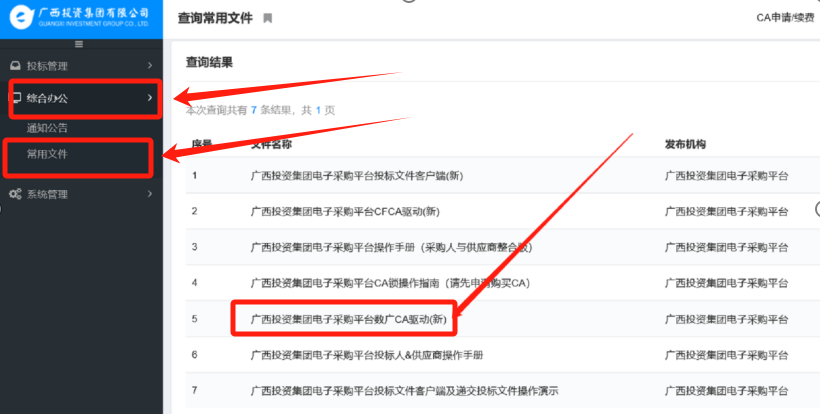 广西投资集团有限公司
GUANGXI INVESTMENT GROUP CO., LTD.
查询常用文件
CA申请/续费
投标管理
综合办公
通知公告
常用文件
系统管理
查询结果
本次查询共有 7 条结果，共 1 页
序号 文件名称 发布机构
1 广西投资集团电子采购平台投标文件客户端(新) 广西投资集团电子采购平台
2 广西投资集团电子采购平台CFCA驱动(新) 广西投资集团电子采购平台
3 广西投资集团电子采购平台操作手册（采购人与供应商整合版） 广西投资集团电子采购平台
4 广西投资集团电子采购平台CA锁操作指南（请先申请购买CA） 广西投资集团电子采购平台
5 广西投资集团电子采购平台数广CA驱动(新) 广西投资集团电子采购平台
6 广西投资集团电子采购平台投标人&供应商操作手册 广西投资集团电子采购平台
7 广西投资集团电子采购平台投标文件客户端及递交投标文件操作演示 广西投资集团电子采购平台